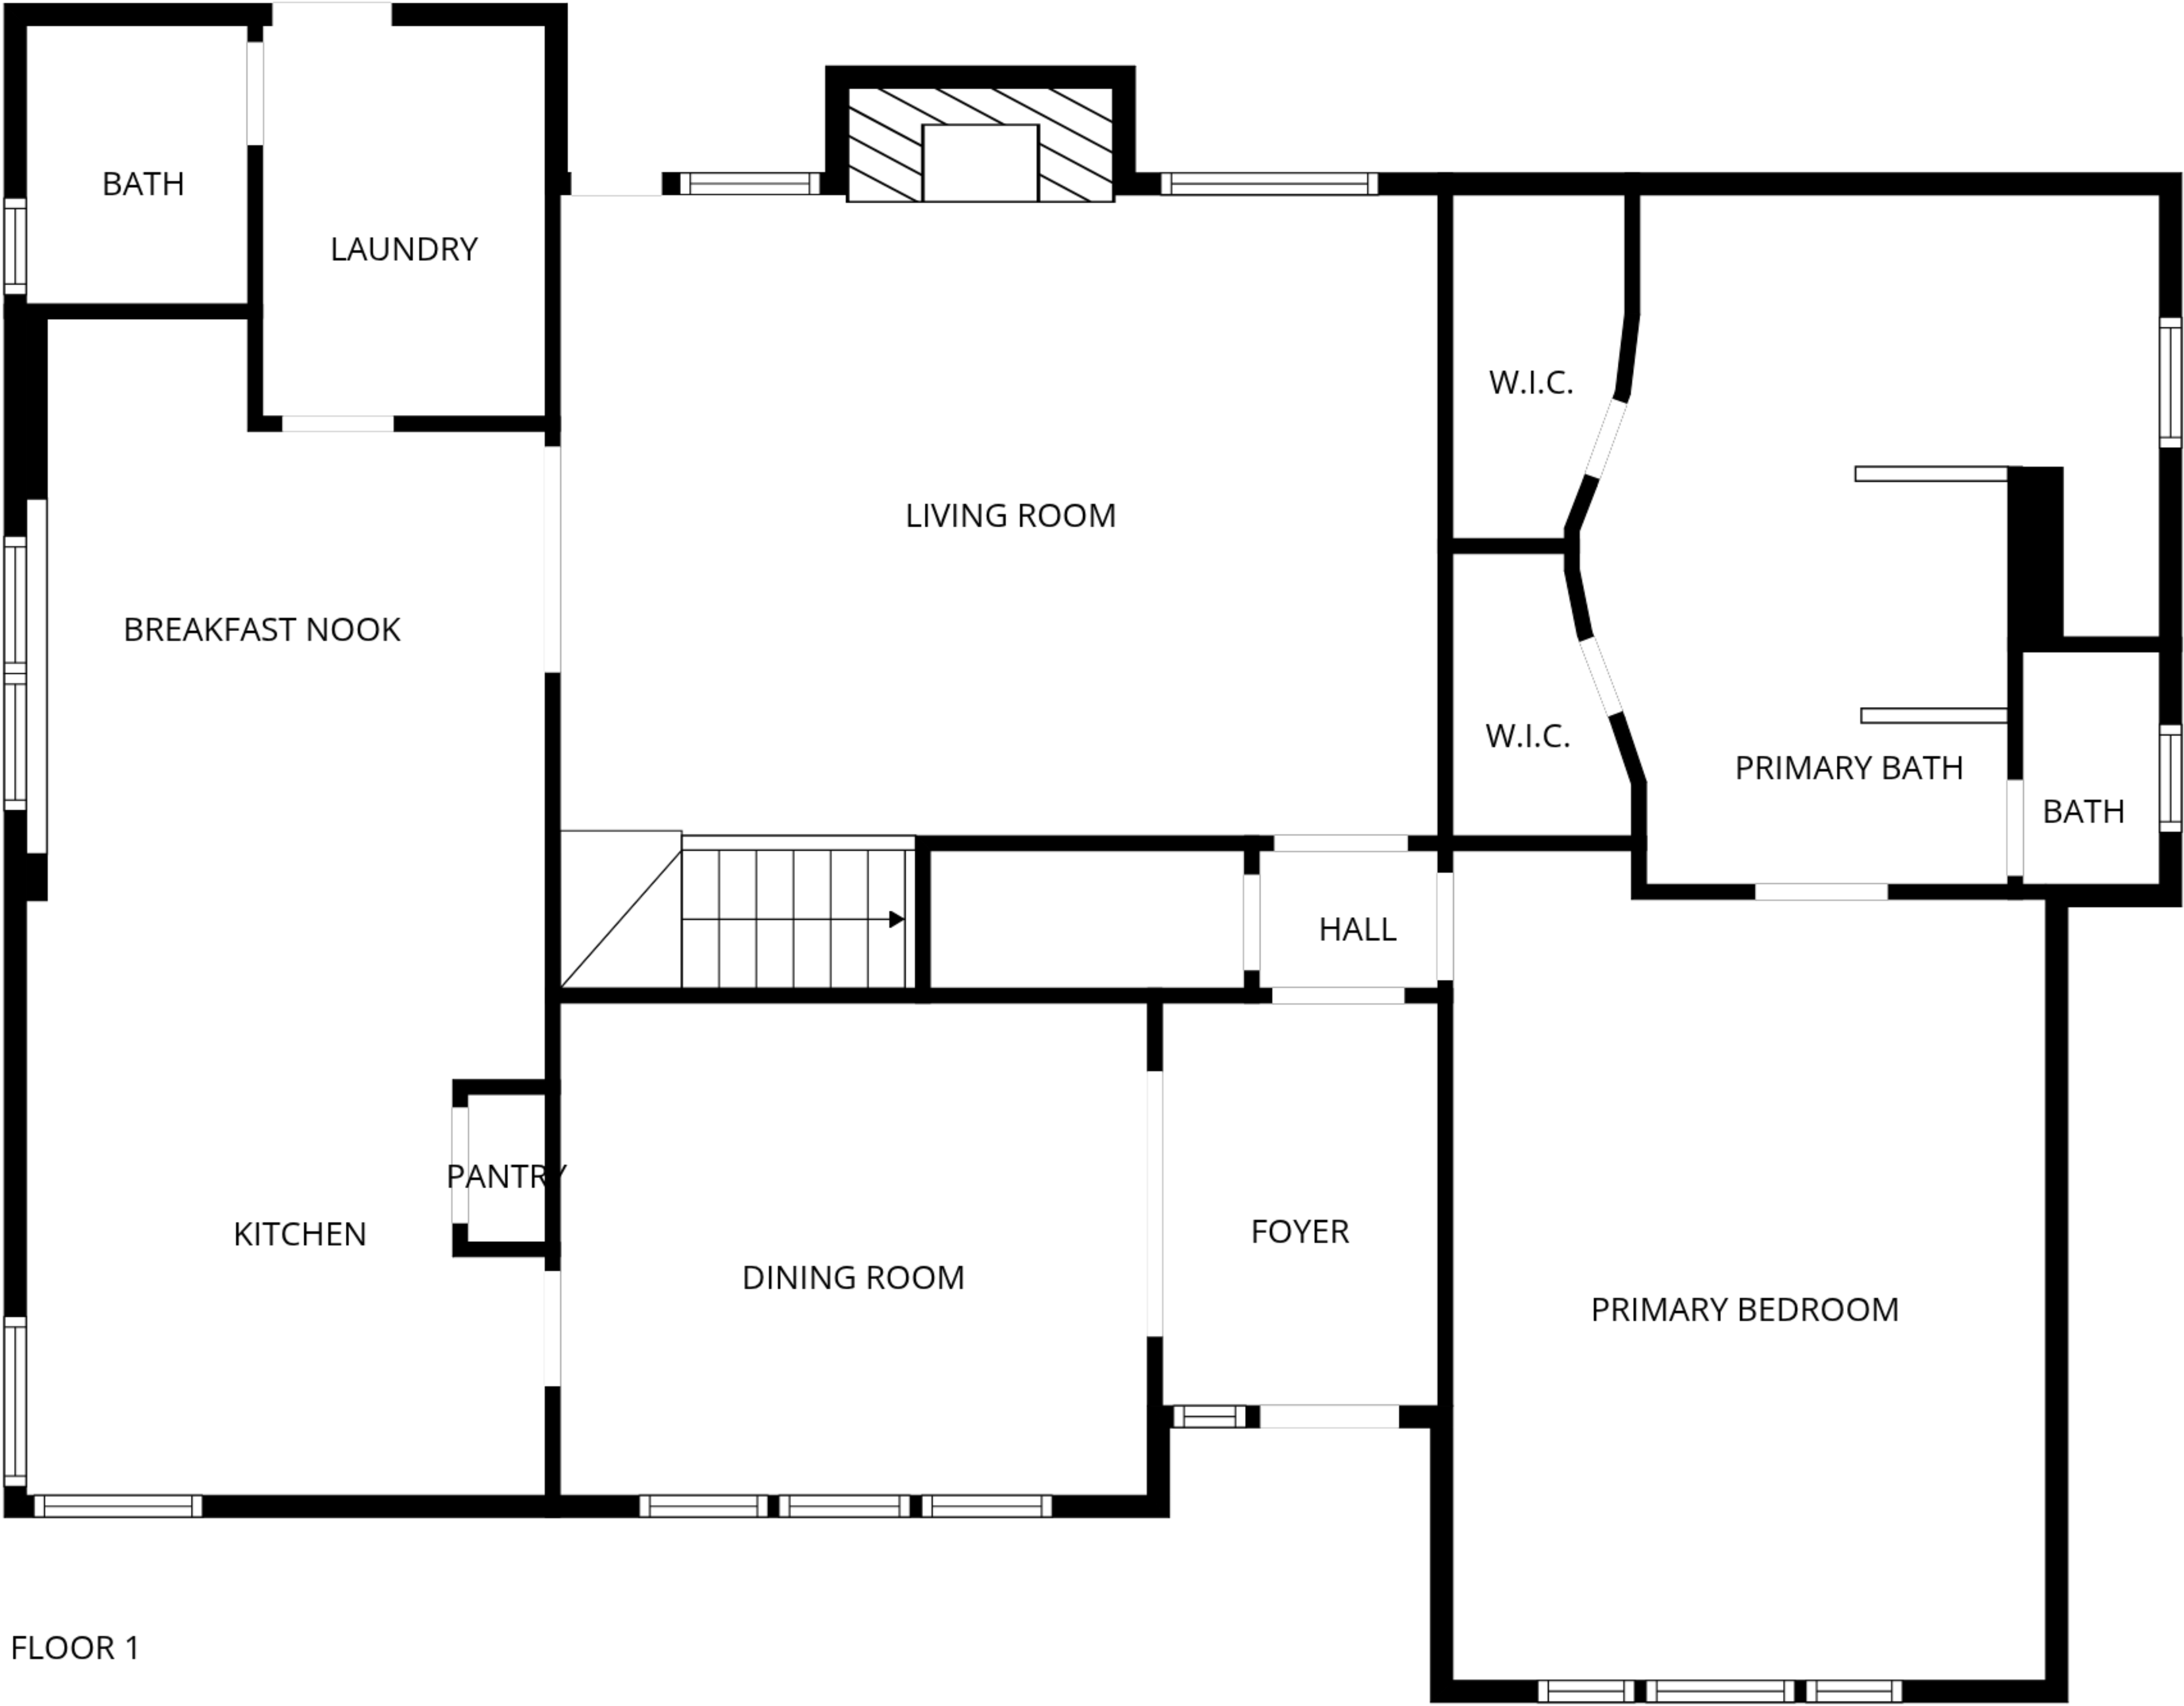 BATH
LAUNDRY
W.I.C.
LIVING ROOM
BREAKFAST NOOK
W.I.C.
PRIMARY BATH
BATH
HALL
PANTRY
KITCHEN
FOYER
DINING ROOM
PRIMARY BEDROOM
FLOOR 1